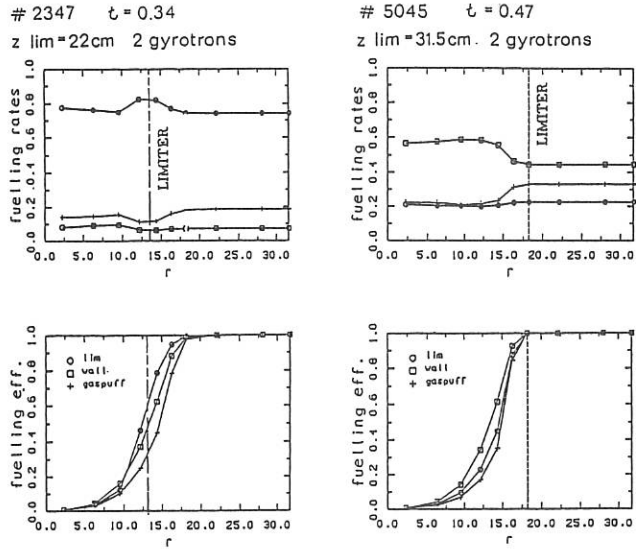 # 2347 t = 0.34
z lim = 22cm 2 gyrotrons
fuelling rates
1.0
0.8
0.6
0.4
0.2
0.0
LIMITER
0.0 5.0 10.0 15.0 20.0 25.0 30.0
r
# 5045 t = 0.47
z lim = 31.5cm. 2 gyrotrons
fuelling rates
1.0
0.8
0.6
0.4
0.2
0.0
LIMITER
0.0 5.0 10.0 15.0 20.0 25.0 30.0
r
fuelling eff.
1.0
0.8
0.6
0.4
0.2
0.0
lim
wall
gaspuff
0.0 5.0 10.0 15.0 20.0 25.0 30.0
r
fuelling eff.
1.0
0.8
0.6
0.4
0.2
0.0
lim
wall
gaspuff
0.0 5.0 10.0 15.0 20.0 25.0 30.0
r